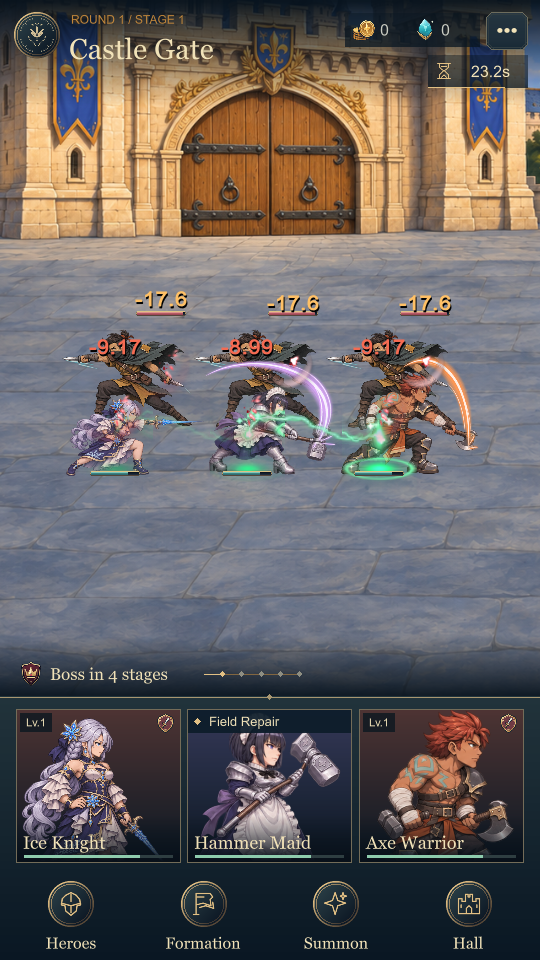 ROUND 1 / STAGE 1
Castle Gate
0
0
23.2s
-17.6
-17.6
-17.6
-9.17
-8.99
-9.17
Boss in 4 stages
Lv.1
Field Repair
Lv.1
Ice Knight
Hammer Maid
Axe Warrior
Heroes
Formation
Summon
Hall